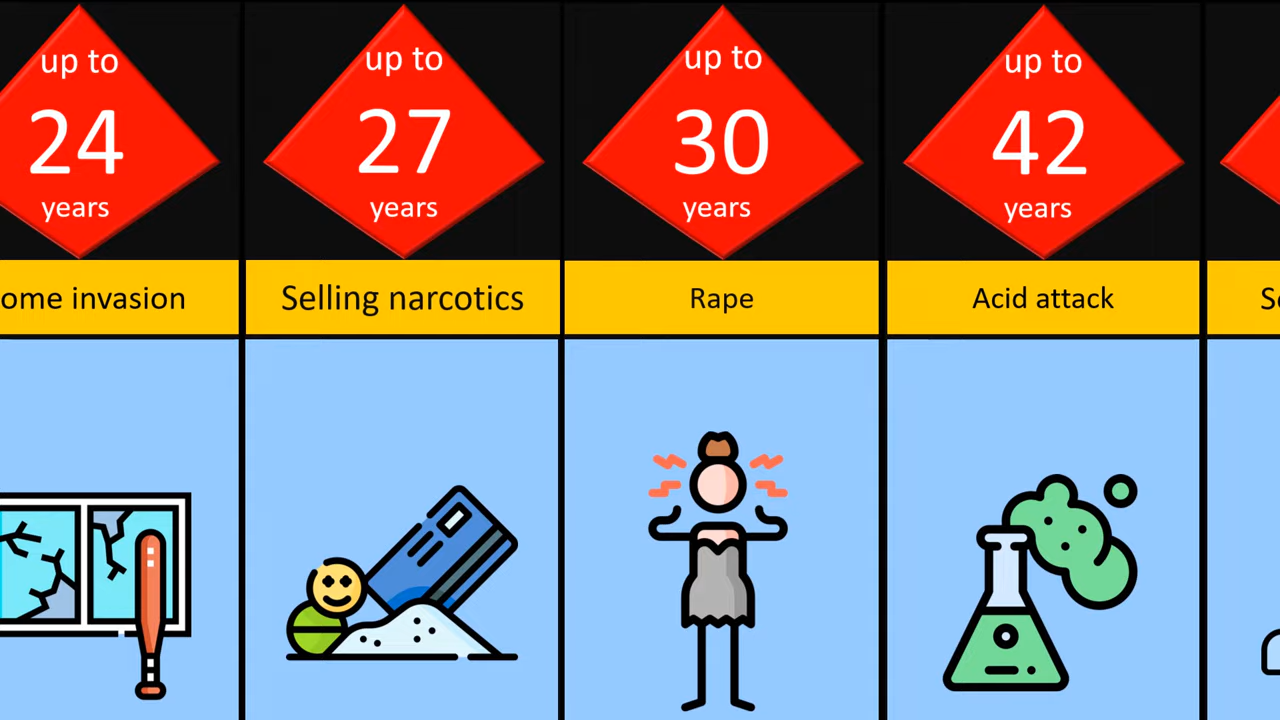 up to
24
years
ome invasion
up to
27
years
Selling narcotics
up to
30
years
Rape
up to
42
years
Acid attack